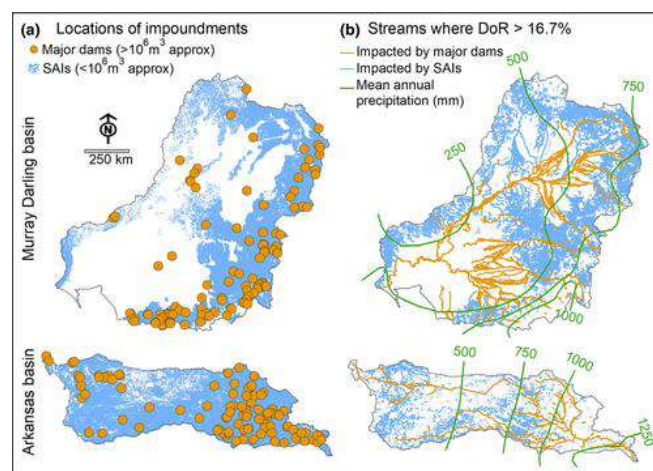 (a) Locations of impoundments
Major dams (>10⁶m³ approx)
SAIs (<10⁶m³ approx)
N
250 km
Murray Darling basin
Arkansas basin
(b) Streams where DoR > 16.7%
Impacted by major dams
Impacted by SAIs
Mean annual
precipitation (mm)
500
750
250
1000
500
750
1000
1250